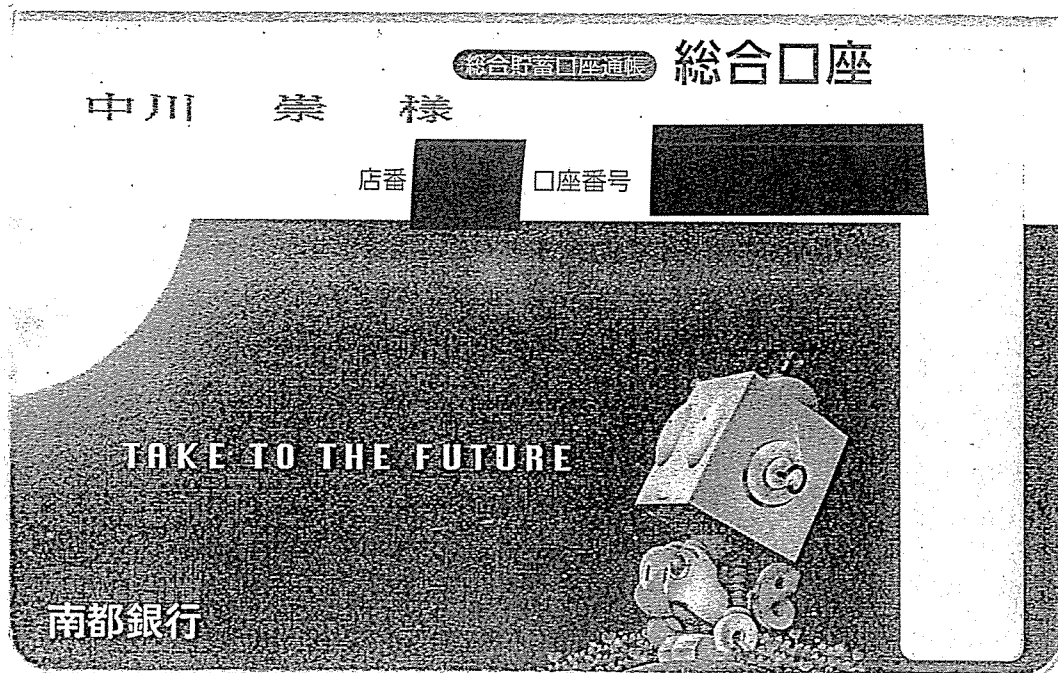 総合貯蓄口座通帳 総合口座
中川 崇 様
店番 口座番号
TAKE TO THE FUTURE
南都銀行